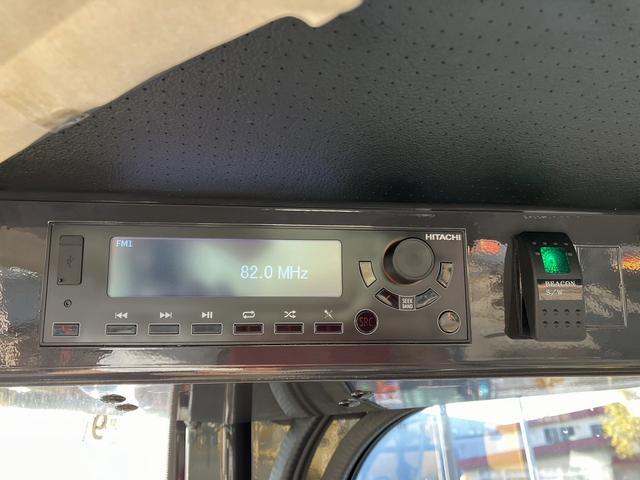 HITACHI
FM1
82.0 MHz
SEEK
BAND
SRC
BEACON
S/W